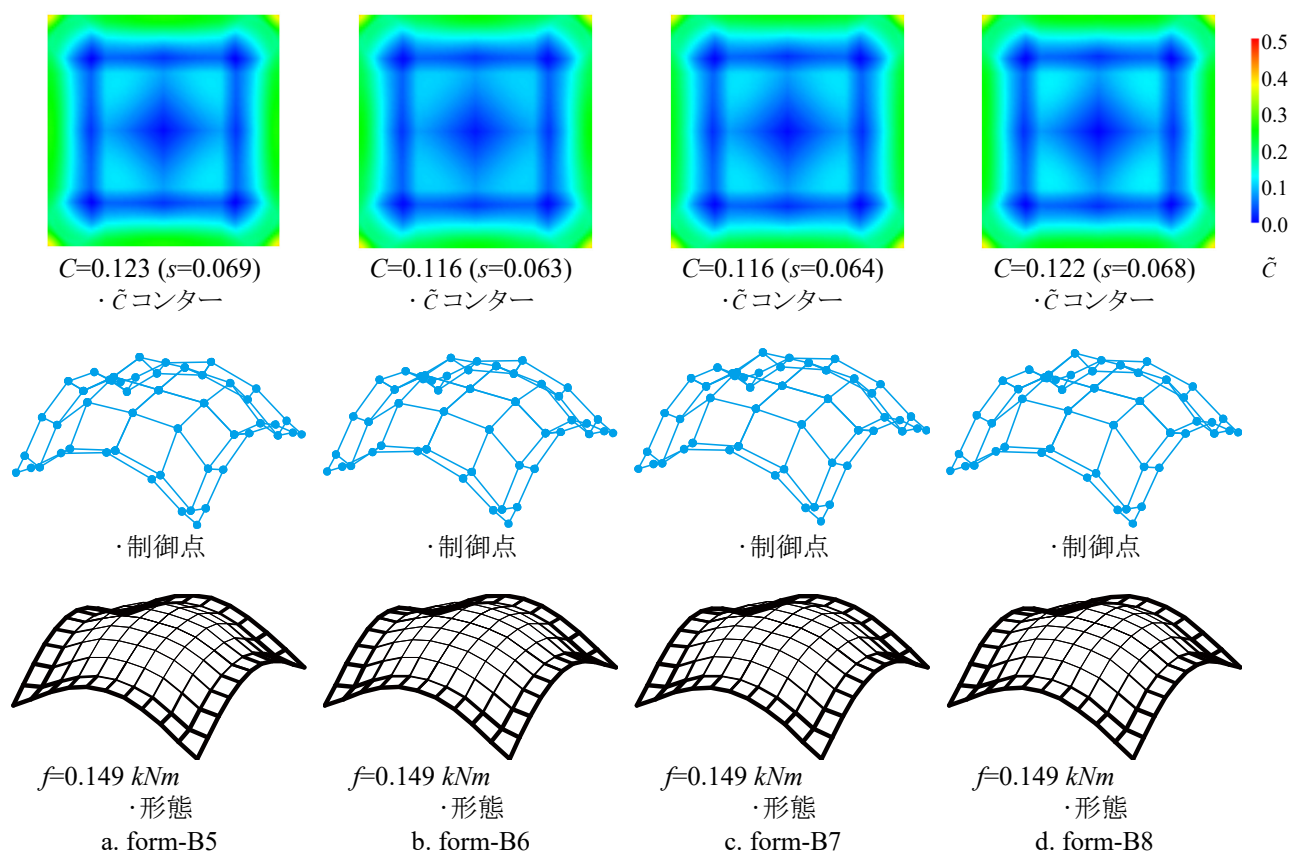 0.5
0.4
0.3
0.2
0.1
0.0
C=0.123 (s=0.069) C=0.116 (s=0.063) C=0.116 (s=0.064) C=0.122 (s=0.068) C̃
· C̃ コンター · C̃ コンター · C̃ コンター · C̃ コンター
· 制御点 · 制御点 · 制御点 · 制御点
f=0.149 kNm f=0.149 kNm f=0.149 kNm f=0.149 kNm
· 形態 · 形態 · 形態 · 形態
a. form-B5 b. form-B6 c. form-B7 d. form-B8